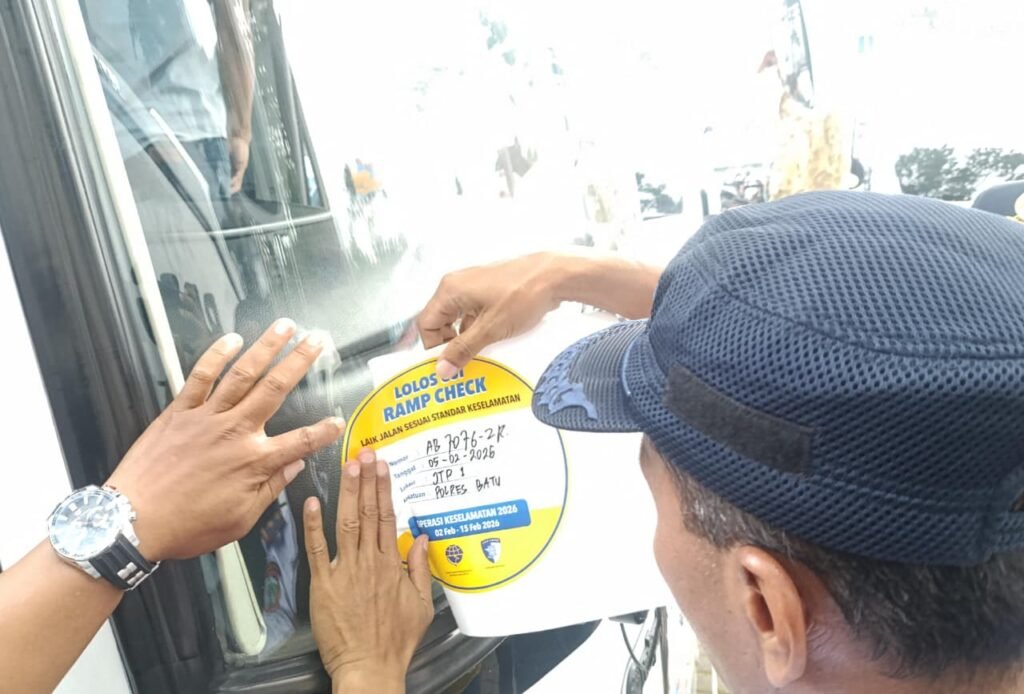 LOLOS
RAMP CHECK
LAIK JALAN SESUAI STANDAR KESELAMATAN
Nomor : AB 7076-ZR.
Tanggal : 05-02-2026
Lokasi : JTP 1
Kesatuan : POLRES BATU
OPERASI KESELAMATAN 2026
02 Feb - 15 Feb 2026